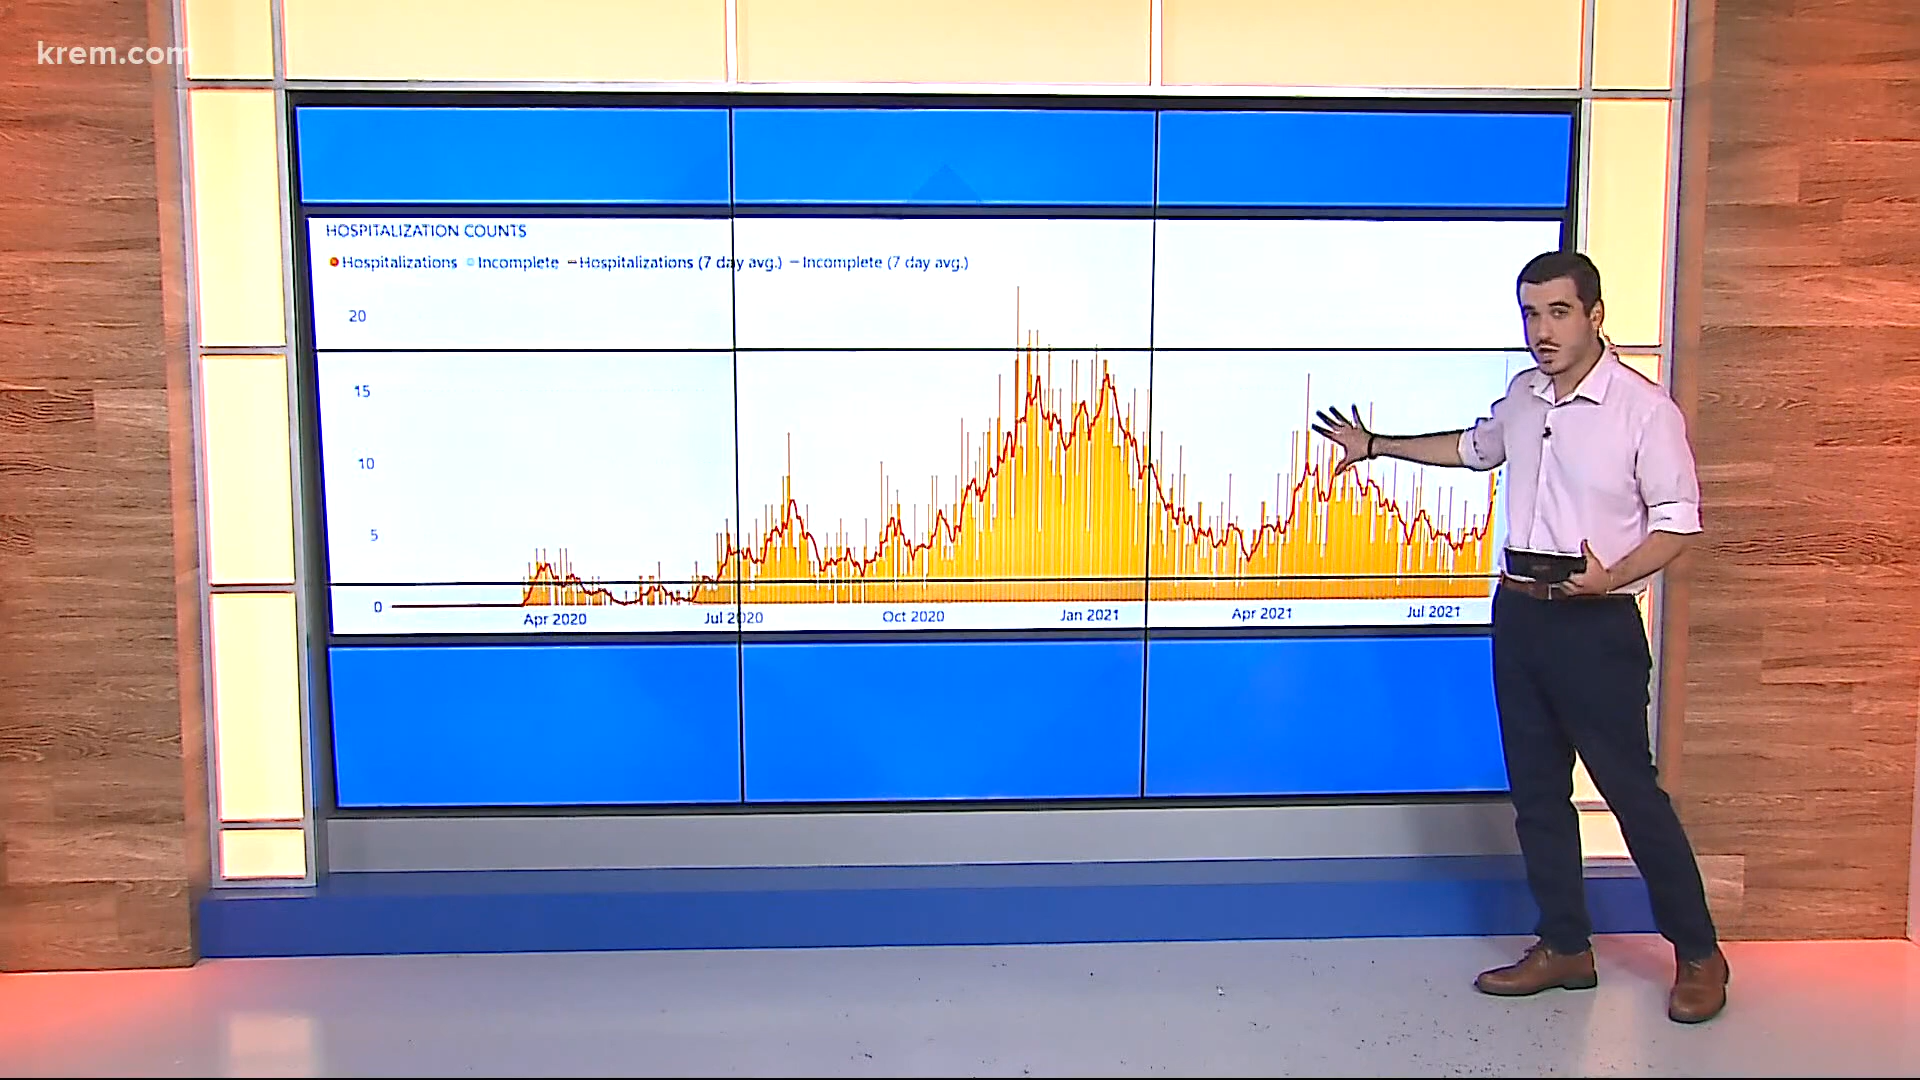 krem.com
HOSPITALIZATION COUNTS
Hospitalizations Incomplete Hospitalizations (7 day avg.) Incomplete (7 day avg.)
20
15
10
5
0
Apr 2020 Jul 2020 Oct 2020 Jan 2021 Apr 2021 Jul 2021